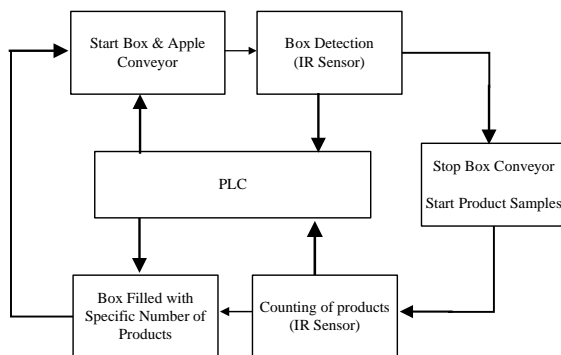 Start Box & Apple
Conveyor
Box Detection
(IR Sensor)
Stop Box Conveyor
Start Product Samples
PLC
Box Filled with
Specific Number of
Products
Counting of products
(IR Sensor)